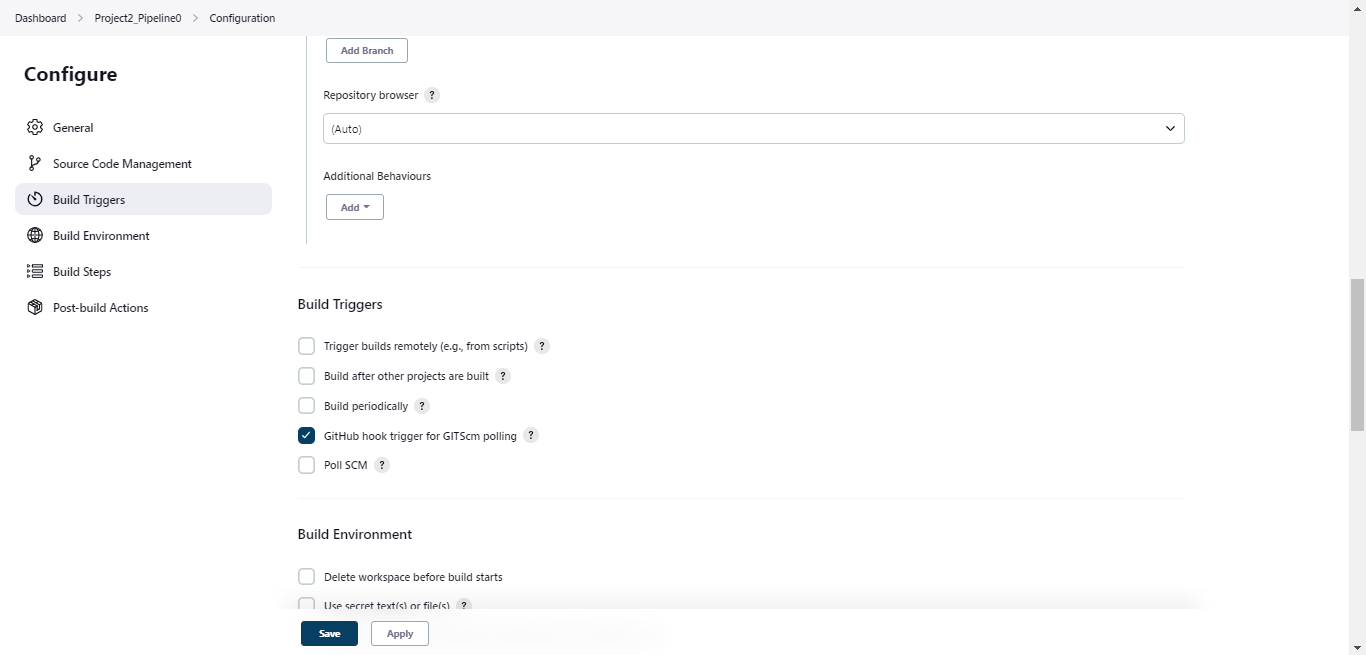 Dashboard > Project2_Pipeline0 > Configuration
Configure
General
Source Code Management
Build Triggers
Build Environment
Build Steps
Post-build Actions
Add Branch
Repository browser ?
(Auto)
Additional Behaviours
Add
Build Triggers
Trigger builds remotely (e.g., from scripts) ?
Build after other projects are built ?
Build periodically ?
GitHub hook trigger for GITScm polling ?
Poll SCM ?
Build Environment
Delete workspace before build starts
Use secret text(s) or file(s) ?
Save Apply